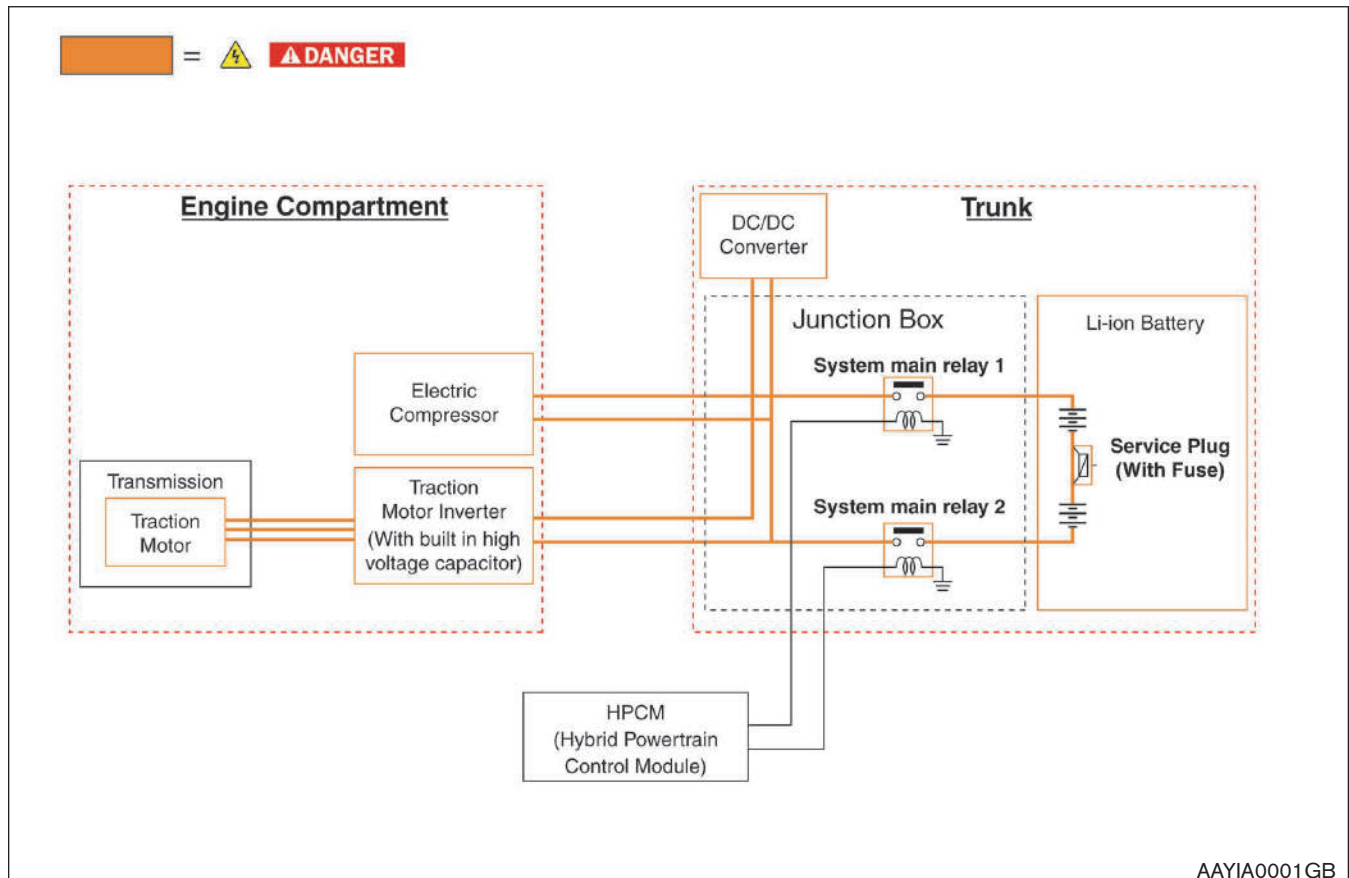 = DANGER
Engine Compartment
Trunk
DC/DC
Converter
Junction Box
Li-ion Battery
System main relay 1
Electric
Compressor
Service Plug
(With Fuse)
Transmission
Traction
Motor
Traction
Motor Inverter
(With built in high
voltage capacitor)
System main relay 2
HPCM
(Hybrid Powertrain
Control Module)
AAYIA0001GB